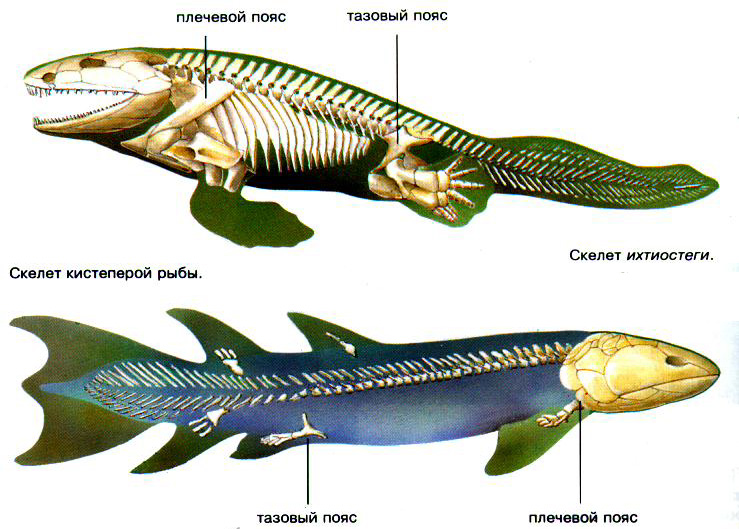 плечевой пояс
тазовый пояс
Скелет ихтиостеги.
Скелет кистеперой рыбы.
тазовый пояс
плечевой пояс